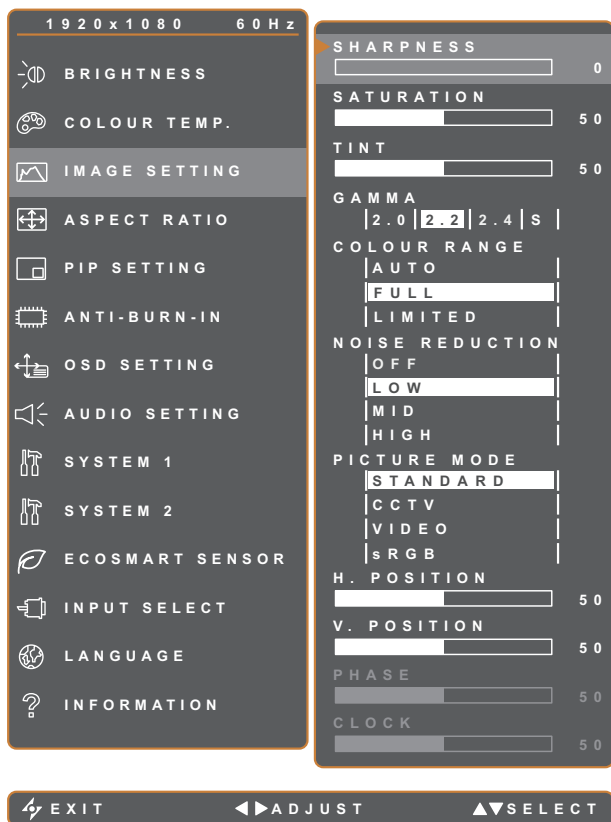 1920x1080 60Hz
BRIGHTNESS
COLOUR TEMP.
IMAGE SETTING
ASPECT RATIO
PIP SETTING
ANTI-BURN-IN
OSD SETTING
AUDIO SETTING
SYSTEM 1
SYSTEM 2
ECOSMART SENSOR
INPUT SELECT
LANGUAGE
INFORMATION
SHARPNESS
0
SATURATION
50
TINT
50
GAMMA
2.0 2.2 2.4 S
COLOUR RANGE
AUTO
FULL
LIMITED
NOISE REDUCTION
OFF
LOW
MID
HIGH
PICTURE MODE
STANDARD
CCTV
VIDEO
sRGB
H. POSITION
50
V. POSITION
50
PHASE
50
CLOCK
50
EXIT ADJUST SELECT